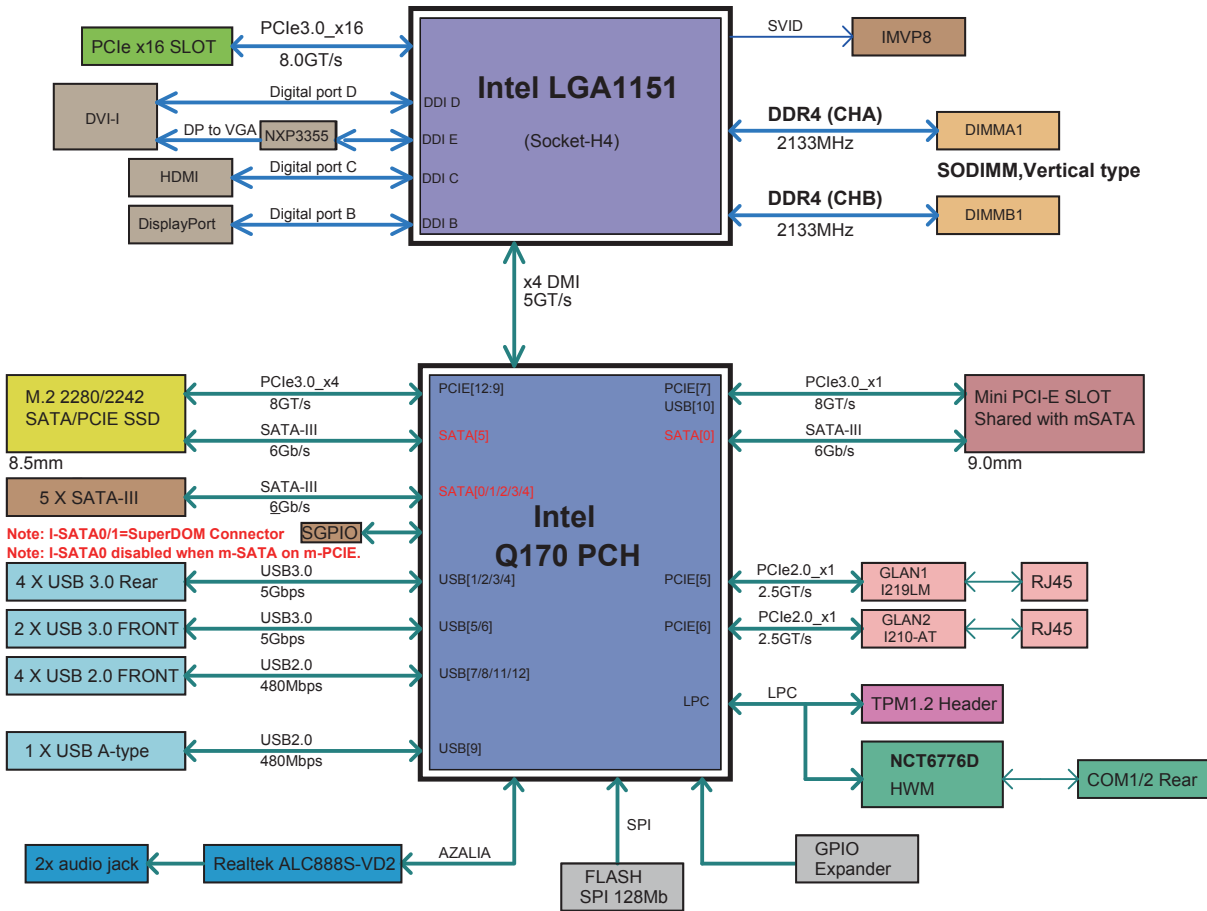 PCIe x16 SLOT
PCIe3.0_x16
8.0GT/s
SVID
IMVP8
Intel LGA1151
(Socket-H4)
DVI-I
Digital port D
DDI D
DP to VGA
NXP3355
DDI E
HDMI
Digital port C
DDI C
DisplayPort
Digital port B
DDI B
DDR4 (CHA)
2133MHz
DIMMA1
SODIMM,Vertical type
DDR4 (CHB)
2133MHz
DIMMB1
x4 DMI
5GT/s
M.2 2280/2242
SATA/PCIE SSD
8.5mm
PCIe3.0_x4
8GT/s
PCIE[12:9]
SATA-III
6Gb/s
SATA[5]
PCIE[7]
USB[10]
SATA[0]
PCIe3.0_x1
8GT/s
SATA-III
6Gb/s
Mini PCI-E SLOT
Shared with mSATA
9.0mm
5 X SATA-III
SATA-III
6Gb/s
SATA[0/1/2/3/4]
Note: I-SATA0/1=SuperDOM Connector
Note: I-SATA0 disabled when m-SATA on m-PCIE.
SGPIO
Intel
Q170 PCH
4 X USB 3.0 Rear
USB3.0
5Gbps
USB[1/2/3/4]
PCIE[5]
PCIe2.0_x1
2.5GT/s
GLAN1
I219LM
RJ45
2 X USB 3.0 FRONT
USB3.0
5Gbps
USB[5/6]
PCIE[6]
PCIe2.0_x1
2.5GT/s
GLAN2
I210-AT
RJ45
4 X USB 2.0 FRONT
USB2.0
480Mbps
USB[7/8/11/12]
LPC
LPC
TPM1.2 Header
1 X USB A-type
USB2.0
480Mbps
USB[9]
NCT6776D
HWM
COM1/2 Rear
2x audio jack
Realtek ALC888S-VD2
AZALIA
SPI
FLASH
SPI 128Mb
GPIO
Expander